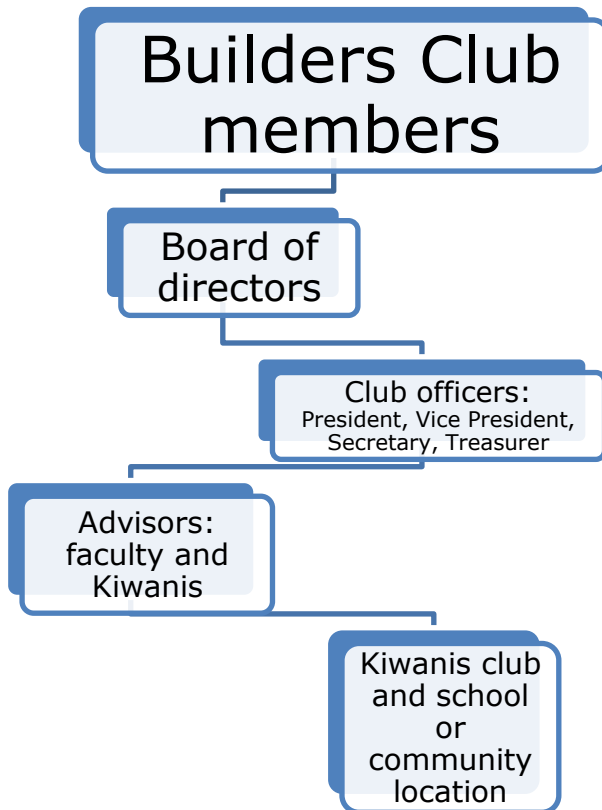 Builders Club
members
Board of
directors
Club officers:
President, Vice President,
Secretary, Treasurer
Advisors:
faculty and
Kiwanis
Kiwanis club
and school
or
community
location